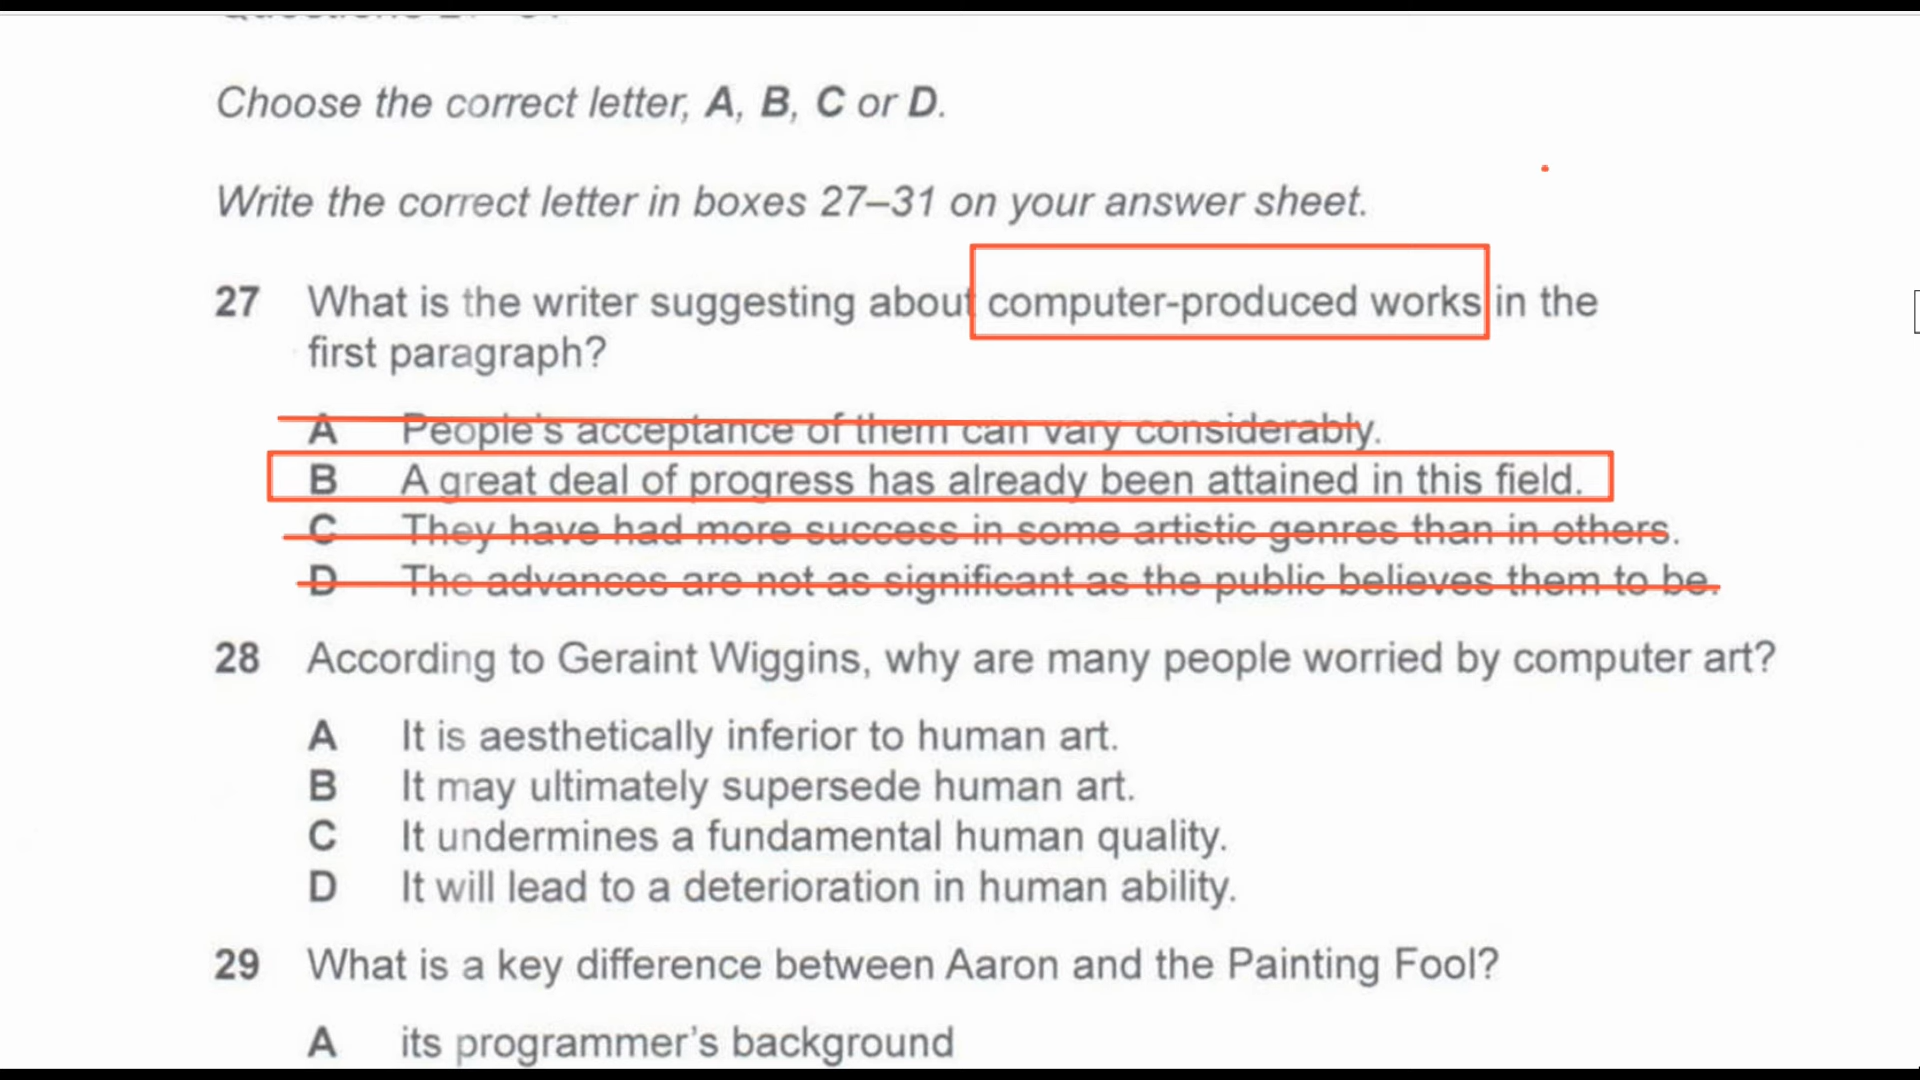 Choose the correct letter, A, B, C or D.
Write the correct letter in boxes 27–31 on your answer sheet.
27 What is the writer suggesting about computer-produced works in the
first paragraph?
A People's acceptance of them can vary considerably.
B A great deal of progress has already been attained in this field.
C They have had more success in some artistic genres than in others.
D The advances are not as significant as the public believes them to be.
28 According to Geraint Wiggins, why are many people worried by computer art?
A It is aesthetically inferior to human art.
B It may ultimately supersede human art.
C It undermines a fundamental human quality.
D It will lead to a deterioration in human ability.
29 What is a key difference between Aaron and the Painting Fool?
A its programmer’s background